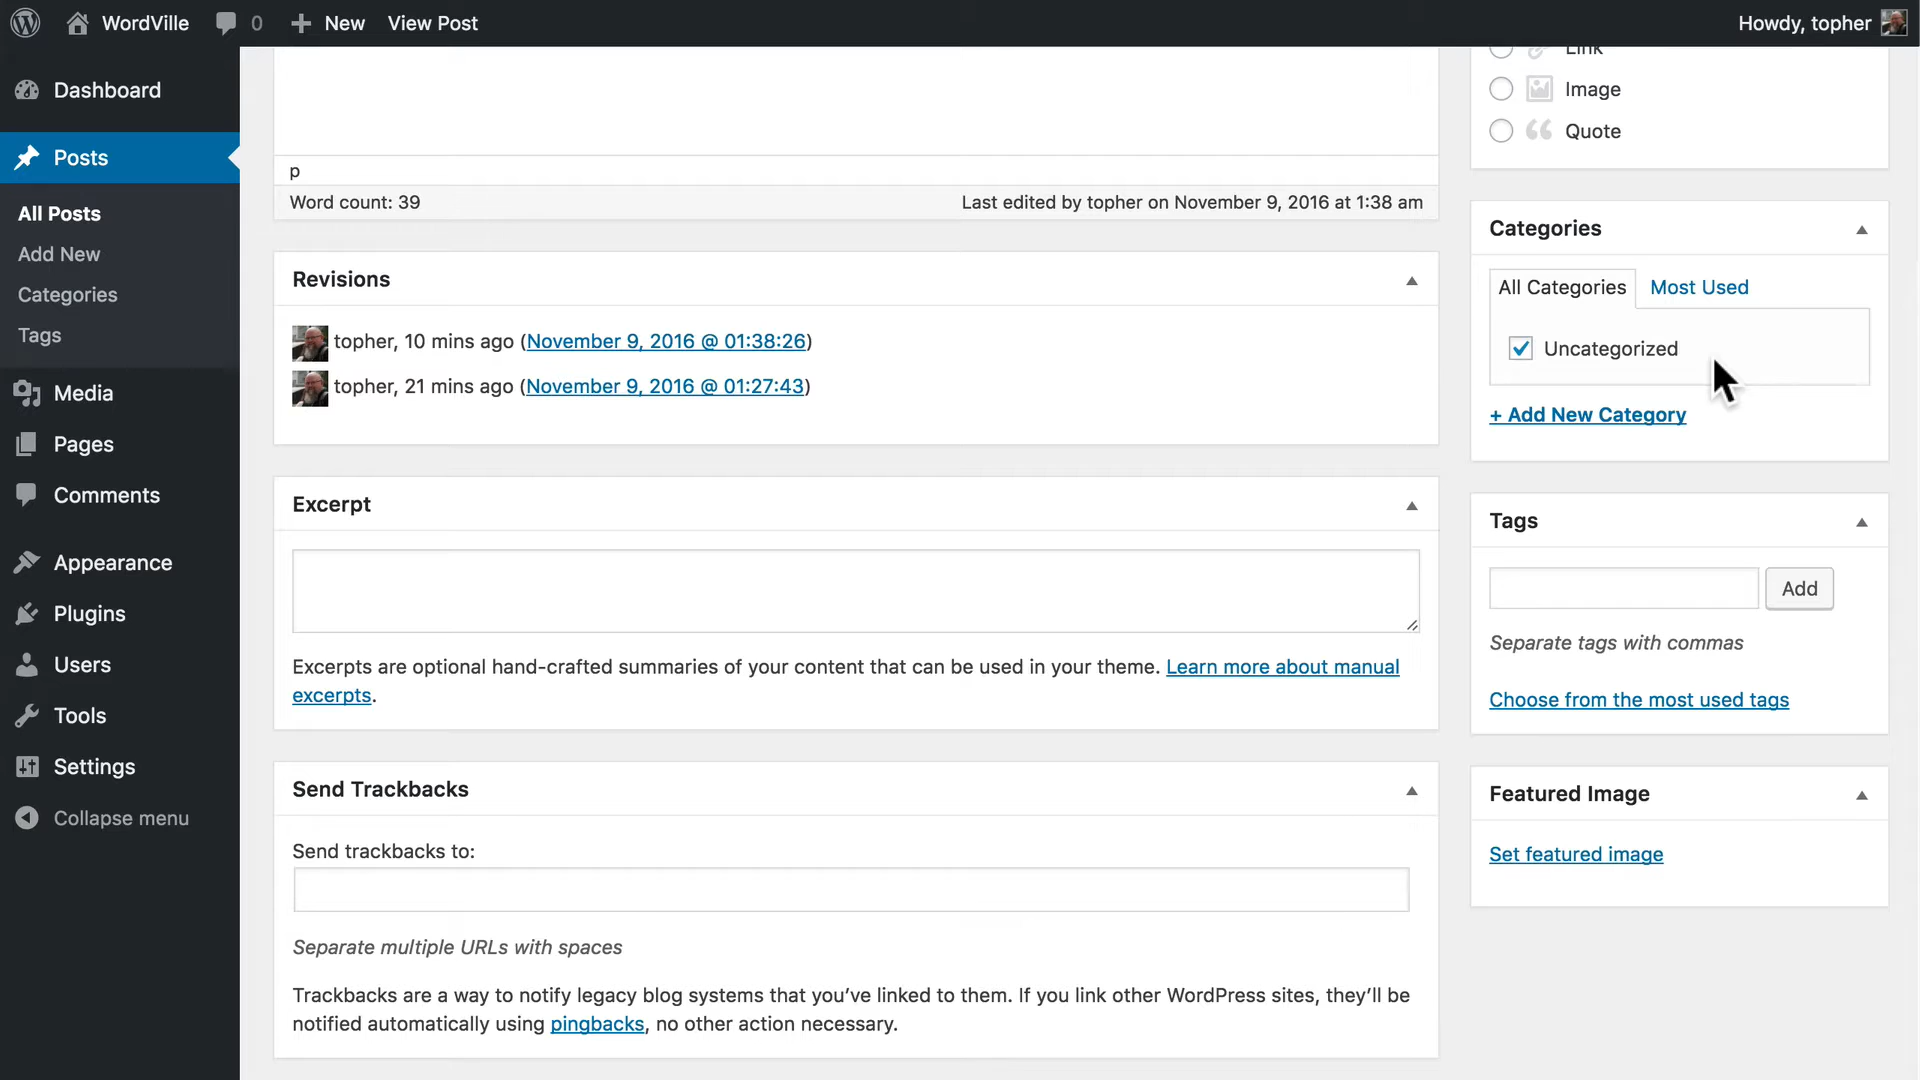 WordVille 0 New View Post Howdy, topher
Dashboard
Posts
All Posts
Add New
Categories
Tags
Media
Pages
Comments
Appearance
Plugins
Users
Tools
Settings
Collapse menu
p
Word count: 39 Last edited by topher on November 9, 2016 at 1:38 am
Revisions
topher, 10 mins ago (November 9, 2016 @ 01:38:26)
topher, 21 mins ago (November 9, 2016 @ 01:27:43)
Excerpt
Excerpts are optional hand-crafted summaries of your content that can be used in your theme. Learn more about manual
excerpts.
Send Trackbacks
Send trackbacks to:
Separate multiple URLs with spaces
Trackbacks are a way to notify legacy blog systems that you’ve linked to them. If you link other WordPress sites, they’ll be
notified automatically using pingbacks, no other action necessary.
Link
Image
Quote
Categories
All Categories Most Used
Uncategorized
+ Add New Category
Tags
Add
Separate tags with commas
Choose from the most used tags
Featured Image
Set featured image